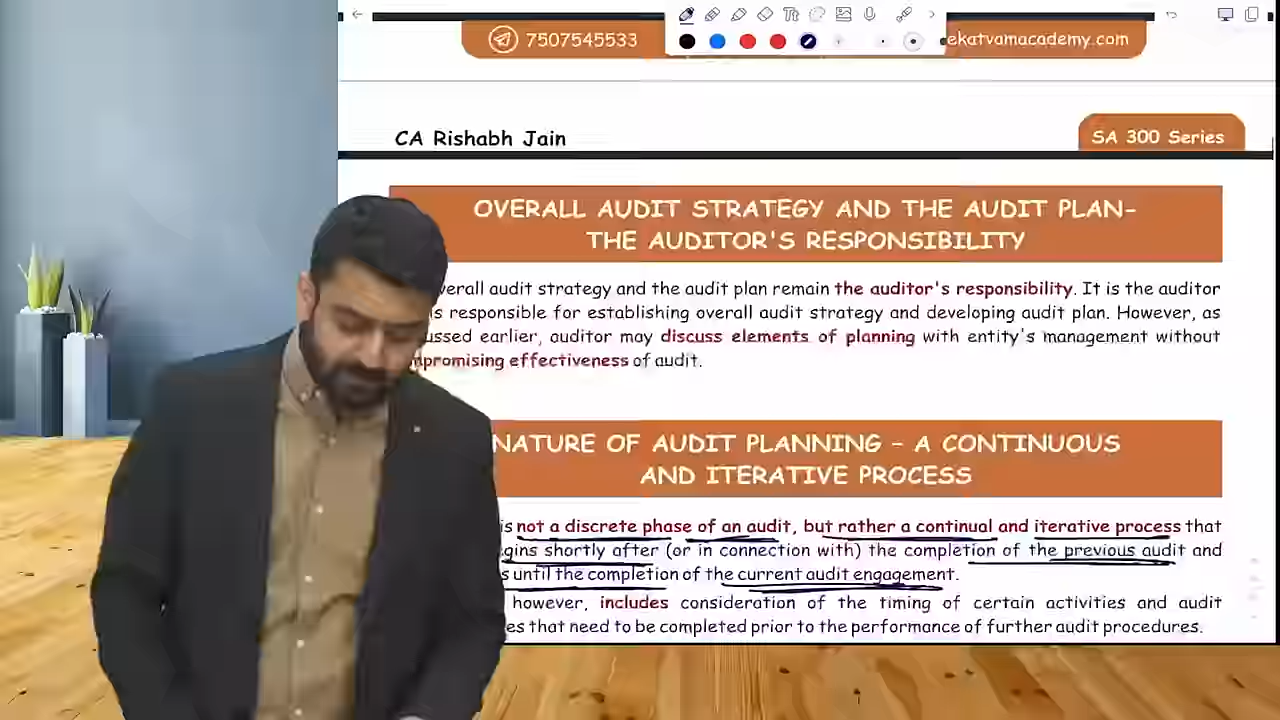 7507545533
ekatvamacademy.com
CA Rishabh Jain
SA 300 Series
OVERALL AUDIT STRATEGY AND THE AUDIT PLAN-
THE AUDITOR'S RESPONSIBILITY
verall audit strategy and the audit plan remain the auditor's responsibility. It is the auditor
is responsible for establishing overall audit strategy and developing audit plan. However, as
ussed earlier, auditor may discuss elements of planning with entity's management without
mpromising effectiveness of audit.
NATURE OF AUDIT PLANNING – A CONTINUOUS
AND ITERATIVE PROCESS
is not a discrete phase of an audit, but rather a continual and iterative process that
gins shortly after (or in connection with) the completion of the previous audit and
s until the completion of the current audit engagement.
however, includes consideration of the timing of certain activities and audit
es that need to be completed prior to the performance of further audit procedures.